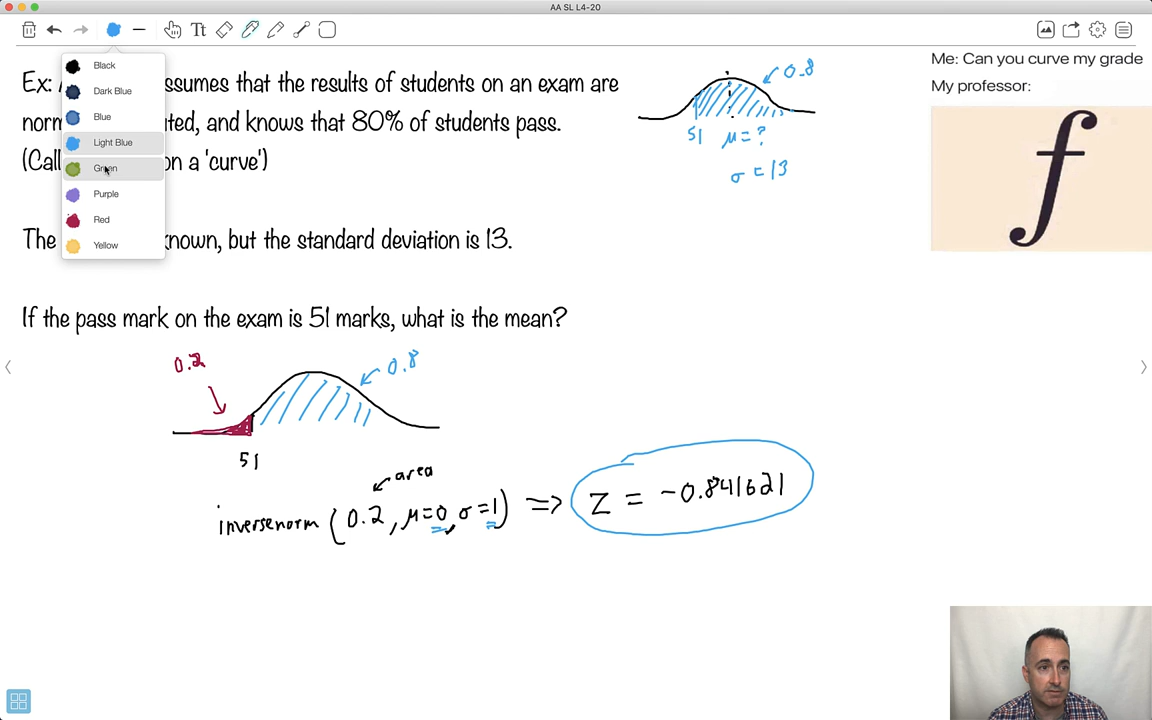 AA SL L4-20
Tt
Black
Dark Blue
Blue
Light Blue
Green
Purple
Red
Yellow
Ex: ssumes that the results of students on an exam are
norm ted, and knows that 80% of students pass.
(Call on a 'curve')
0.8
51 μ = ?
σ = 13
Me: Can you curve my grade
My professor:
f
The known, but the standard deviation is 13.
If the pass mark on the exam is 51 marks, what is the mean?
0.2
0.8
51
area
inversenorm (0.2, μ=0, σ=1) => Z = -0.841621